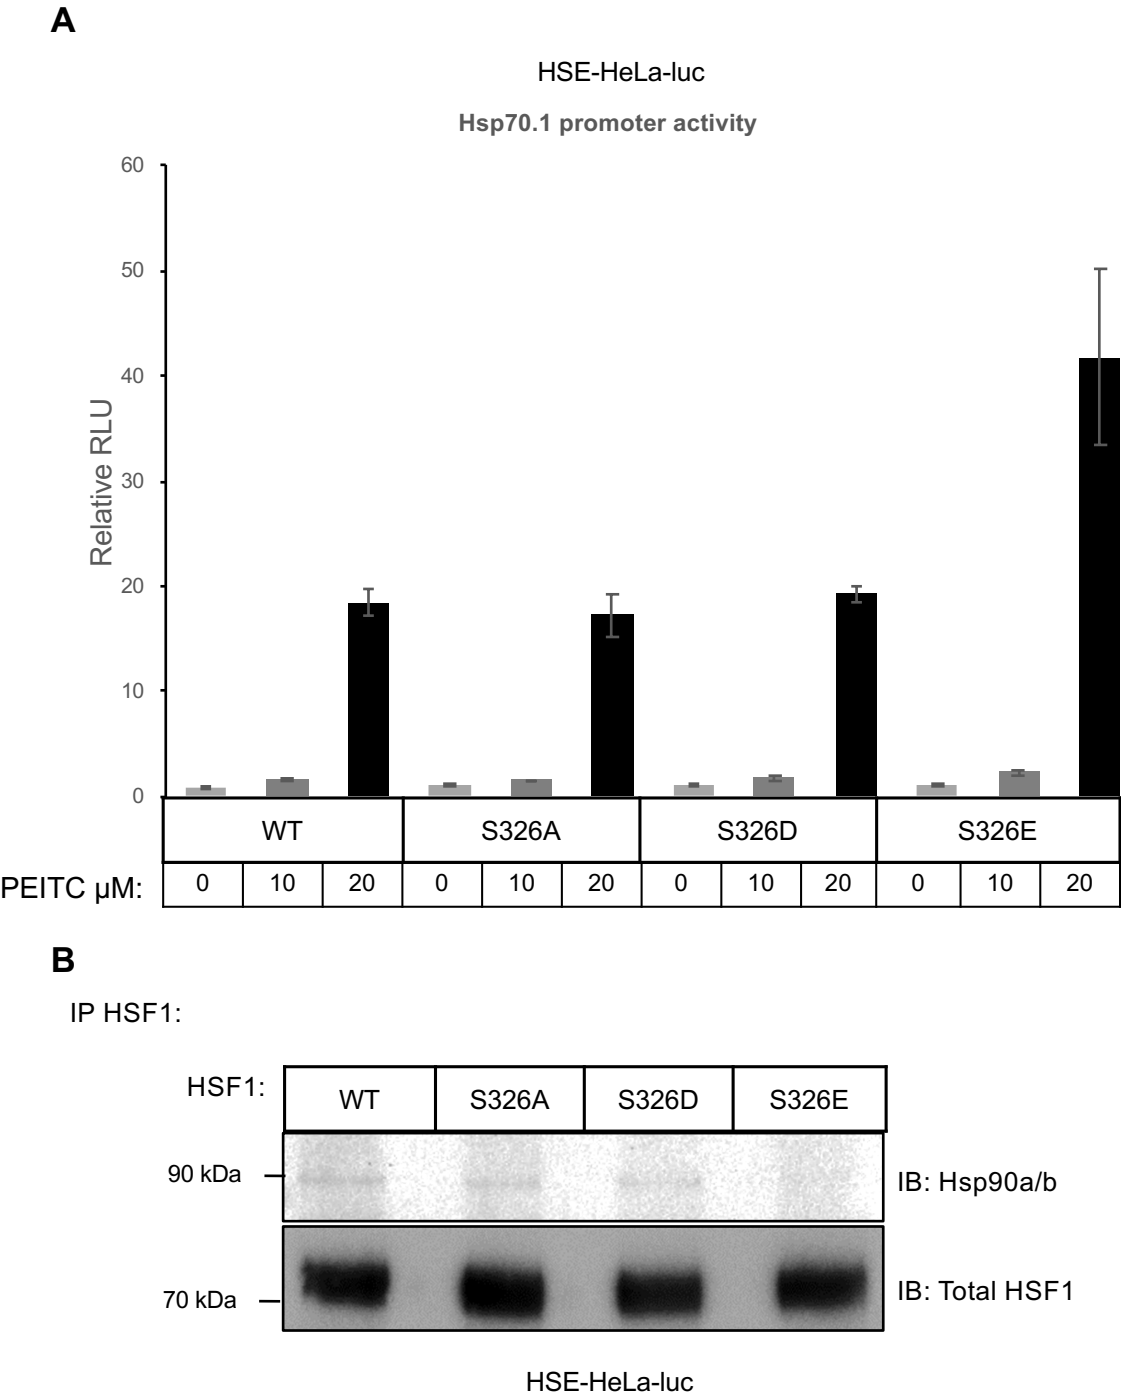 A
HSE-HeLa-luc
Hsp70.1 promoter activity
60
50
40
30
20
10
0
Relative RLU
WT S326A S326D S326E
PEITC µM: 0 10 20 0 10 20 0 10 20 0 10 20
B
IP HSF1:
HSF1: WT S326A S326D S326E
90 kDa IB: Hsp90a/b
70 kDa IB: Total HSF1
HSE-HeLa-luc